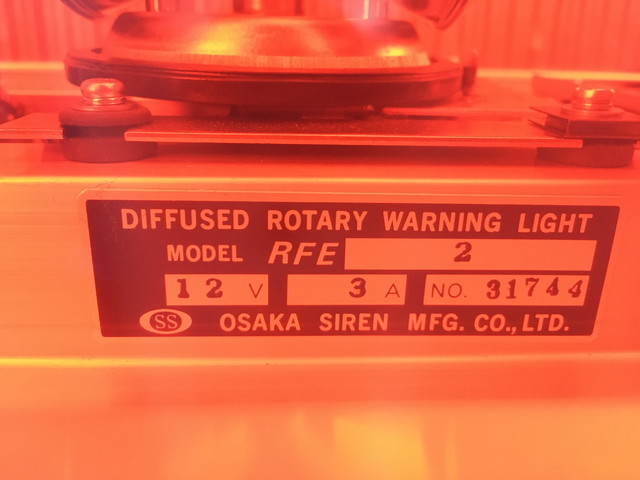 DIFFUSED ROTARY WARNING LIGHT
MODEL RFE 2
12 V 3 A NO. 31744
SS OSAKA SIREN MFG. CO., LTD.